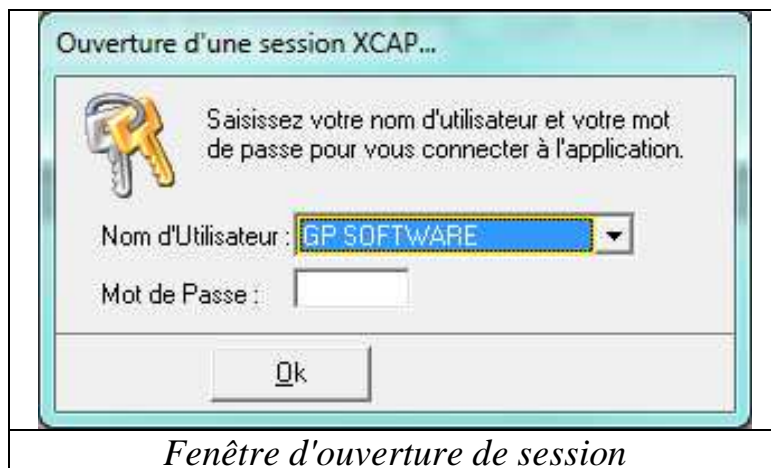 Ouverture d'une session XCAP...
Saisissez votre nom d'utilisateur et votre mot
de passe pour vous connecter à l'application.
Nom d'Utilisateur : GP SOFTWARE
Mot de Passe :
Ok
Fenêtre d'ouverture de session